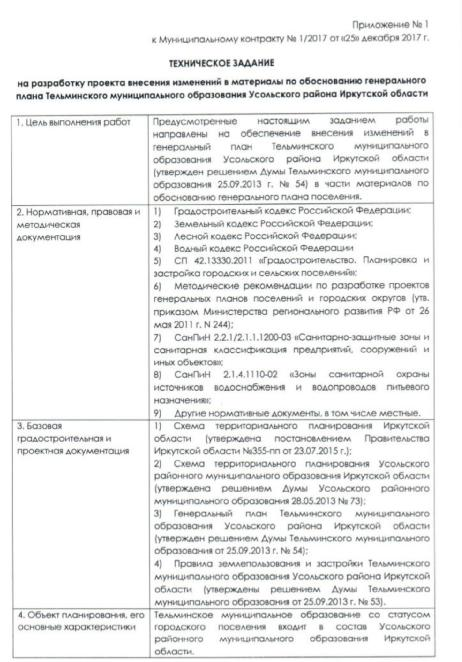 Приложение № 1
к Муниципальному контракту № 1/2017 от «25» декабря 2017 г.
ТЕХНИЧЕСКОЕ ЗАДАНИЕ
на разработку проекта внесения изменений в материалы по обоснованию генерального
плана Тельминского муниципального образования Усольского района Иркутской области
1. Цель выполнения работ
Предусмотренные настоящим заданием работы
направлены на обеспечение внесения изменений в
генеральный план Тельминского муниципального
образования Усольского района Иркутской области
(утвержден решением Думы Тельминского муниципального
образования 25.09.2013 г. № 54) в части материалов по
обоснованию генерального плана поселения.
2. Нормативная, правовая и
методическая
документация
1) Градостроительный кодекс Российской Федерации;
2) Земельный кодекс Российской Федерации;
3) Лесной кодекс Российской Федерации;
4) Водный кодекс Российской Федерации
5) СП 42.13330.2011 «Градостроительство. Планировка и
застройка городских и сельских поселений»;
6) Методические рекомендации по разработке проектов
генеральных планов поселений и городских округов (утв.
приказом Министерства регионального развития РФ от 26
мая 2011 г. N 244);
7) СанПиН 2.2.1/2.1.1.1200-03 «Санитарно-защитные зоны и
санитарная классификация предприятий, сооружений и
иных объектов»;
8) СанПиН 2.1.4.1110-02 «Зоны санитарной охраны
источников водоснабжения и водопроводов питьевого
назначения»;
9) Другие нормативные документы, в том числе местные.
3. Базовая
градостроительная и
проектная документация
1) Схема территориального планирования Иркутской
области (утверждена постановлением Правительства
Иркутской области №355-пп от 23.07.2015 г.);
2) Схема территориального планирования Усольского
районного муниципального образования Иркутской области
(утверждена решением Думы Усольского районного
муниципального образования 28.05.2013 № 73);
3) Генеральный план Тельминского муниципального
образования Усольского района Иркутской области
(утвержден решением Думы Тельминского муниципального
образования от 25.09.2013 г. № 54);
4) Правила землепользования и застройки Тельминского
муниципального образования Усольского района Иркутской
области (утверждены решением Думы Тельминского
муниципального образования от 25.09.2013 г. № 53).
4. Объект планирования, его
основные характеристики
Тельминское муниципальное образование со статусом
городского поселения входит в состав Усольского
районного муниципального образования Иркутской
области.